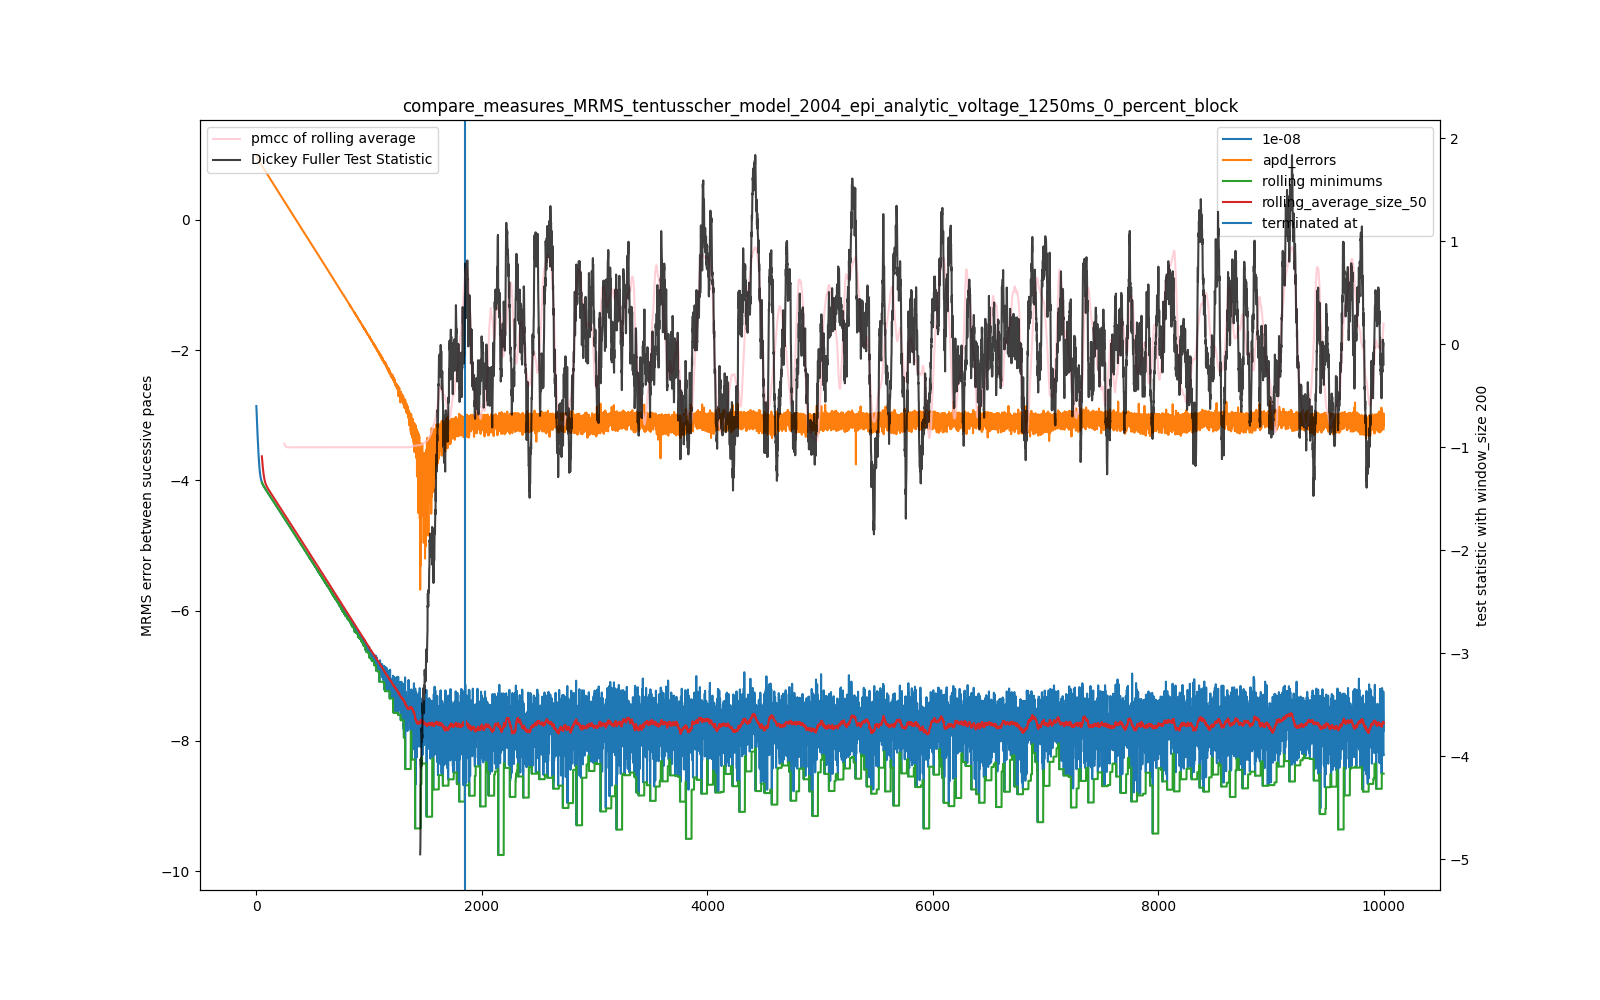 compare_measures_MRMS_tentusscher_model_2004_epi_analytic_voltage_1250ms_0_percent_block
pmcc of rolling average
Dickey Fuller Test Statistic
1e-08
apd_errors
rolling minimums
rolling_average_size_50
terminated at
MRMS error between sucessive paces
0
−2
−4
−6
−8
−10
2
1
0
−1
−2
−3
−4
−5
test statistic with window_size 200
0
2000
4000
6000
8000
10000